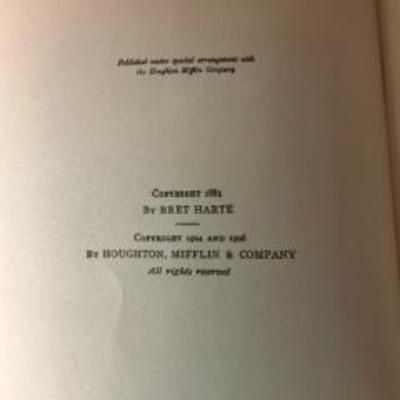 Published under special arrangement with
the Houghton Mifflin Company
COPYRIGHT 1882
BY BRET HARTE
COPYRIGHT 1904 AND 1906
BY HOUGHTON, MIFFLIN & COMPANY
All rights reserved